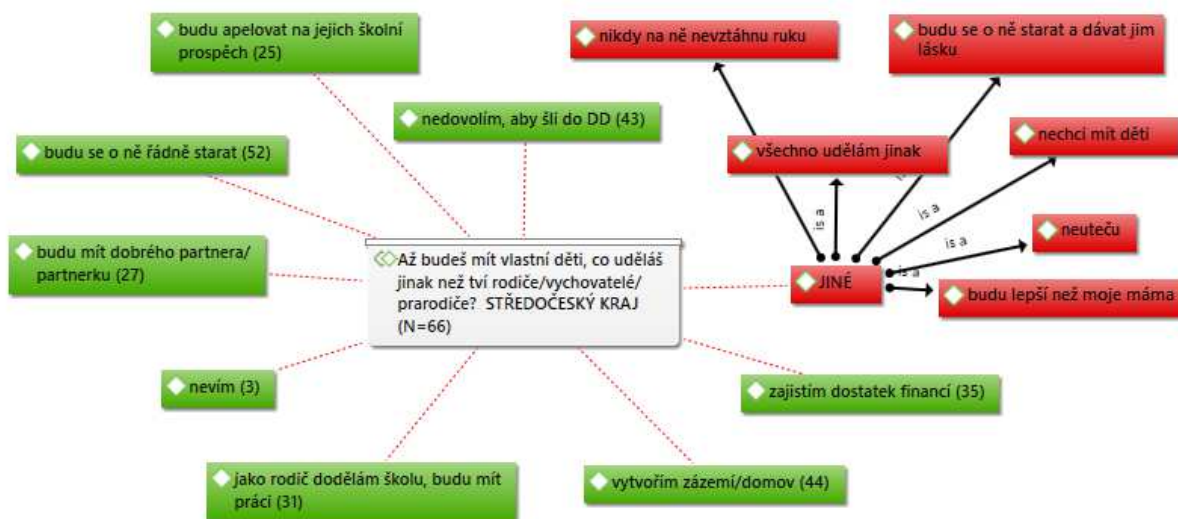 budu apelovat na jejich školní
prospěch (25)
nikdy na ně nevztáhnu ruku
budu se o ně starat a dávat jim
lásku
nedovolím, aby šli do DD (43)
nechci mít děti
budu se o ně řádně starat (52)
všechno udělám jinak
is
is a
is a
budu mít dobrého partnera/
partnerku (27)
Až budeš mít vlastní děti, co uděláš
jinak než tví rodiče/vychovatelé/
prarodiče? STŘEDOČESKÝ KRAJ
(N=66)
neuteču
is a
JINÉ
is a
budu lepší než moje máma
nevím (3)
zajistím dostatek financí (35)
jako rodič dodělám školu, budu mít
práci (31)
vytvořím zázemí/domov (44)